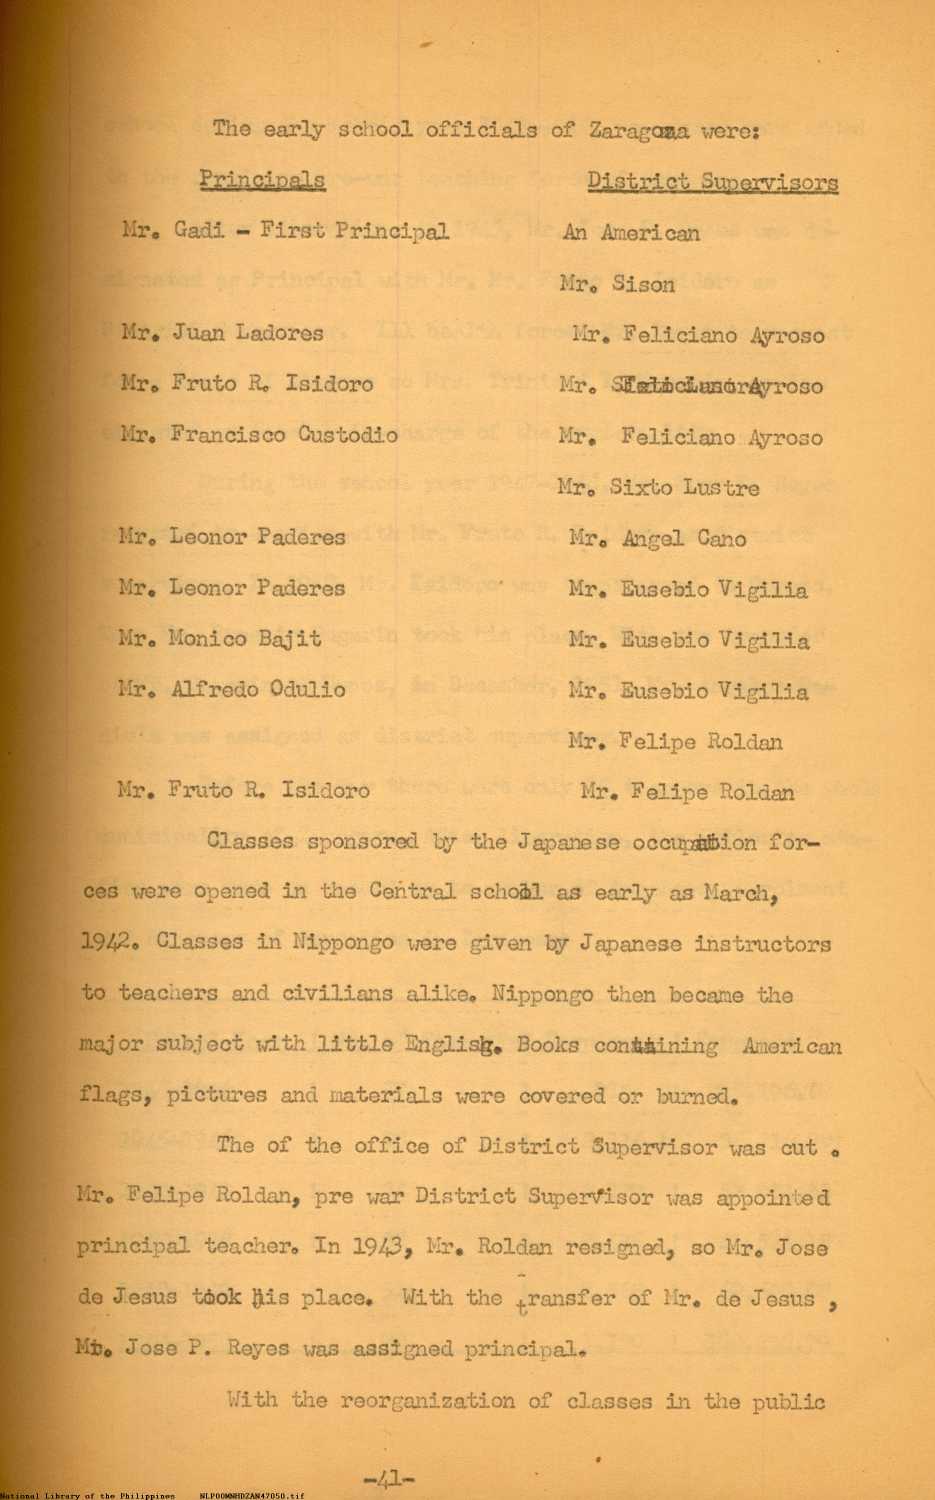 The early school officials of Zaragoza were:
Principals District Supervisors
Mr. Gadi - First Principal An American
Mr. Sison
Mr. Juan Ladores Mr. Feliciano Ayroso
Mr. Fruto R. Isidoro Mr. Ayroso
Mr. Francisco Custodio Mr. Feliciano Ayroso
Mr. Sixto Lustre
Mr. Leonor Paderes Mr. Angel Cano
Mr. Leonor Paderes Mr. Eusebio Vigilia
Mr. Monico Bajit Mr. Eusebio Vigilia
Mr. Alfredo Odulio Mr. Eusebio Vigilia
Mr. Felipe Roldan
Mr. Fruto R. Isidoro Mr. Felipe Roldan
Classes sponsored by the Japanese occupation for-
ces were opened in the Central school as early as March,
1942. Classes in Nippongo were given by Japanese instructors
to teachers and civilians alike. Nippongo then became the
major subject with little English. Books containing American
flags, pictures and materials were covered or burned.
The of the office of District Supervisor was cut .
Mr. Felipe Roldan, pre war District Supervisor was appointed
principal teacher. In 1943, Mr. Roldan resigned, so Mr. Jose
de Jesus took his place. With the transfer of Mr. de Jesus ,
Mr. Jose P. Reyes was assigned principal.
With the reorganization of classes in the public
-41-
National Library of the Philippines NLPO0MNHDZAN47050.tif